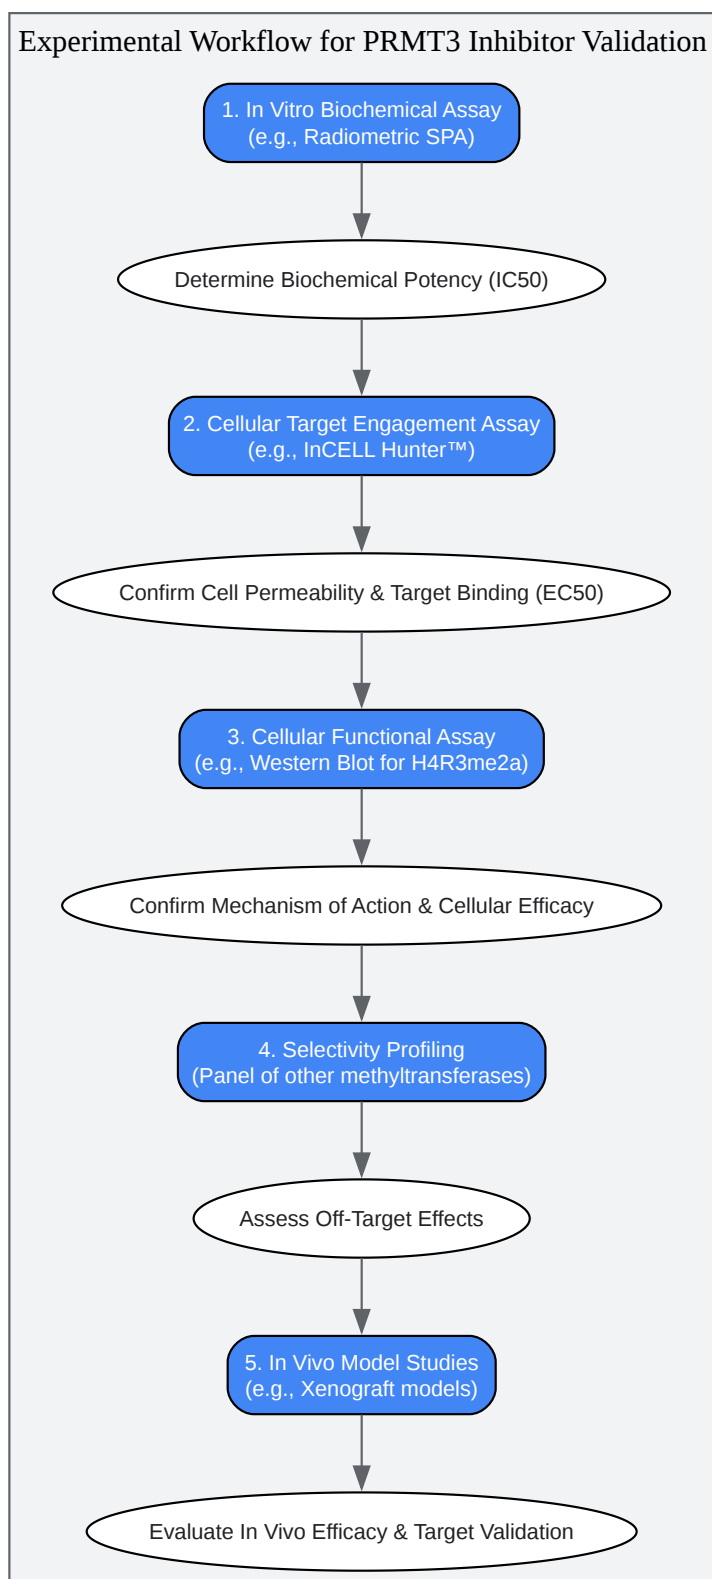 Experimental Workflow for PRMT3 Inhibitor Validation
1. In Vitro Biochemical Assay
(e.g., Radiometric SPA)
Determine Biochemical Potency (IC50)
2. Cellular Target Engagement Assay
(e.g., InCELL Hunter™)
Confirm Cell Permeability & Target Binding (EC50)
3. Cellular Functional Assay
(e.g., Western Blot for H4R3me2a)
Confirm Mechanism of Action & Cellular Efficacy
4. Selectivity Profiling
(Panel of other methyltransferases)
Assess Off-Target Effects
5. In Vivo Model Studies
(e.g., Xenograft models)
Evaluate In Vivo Efficacy & Target Validation